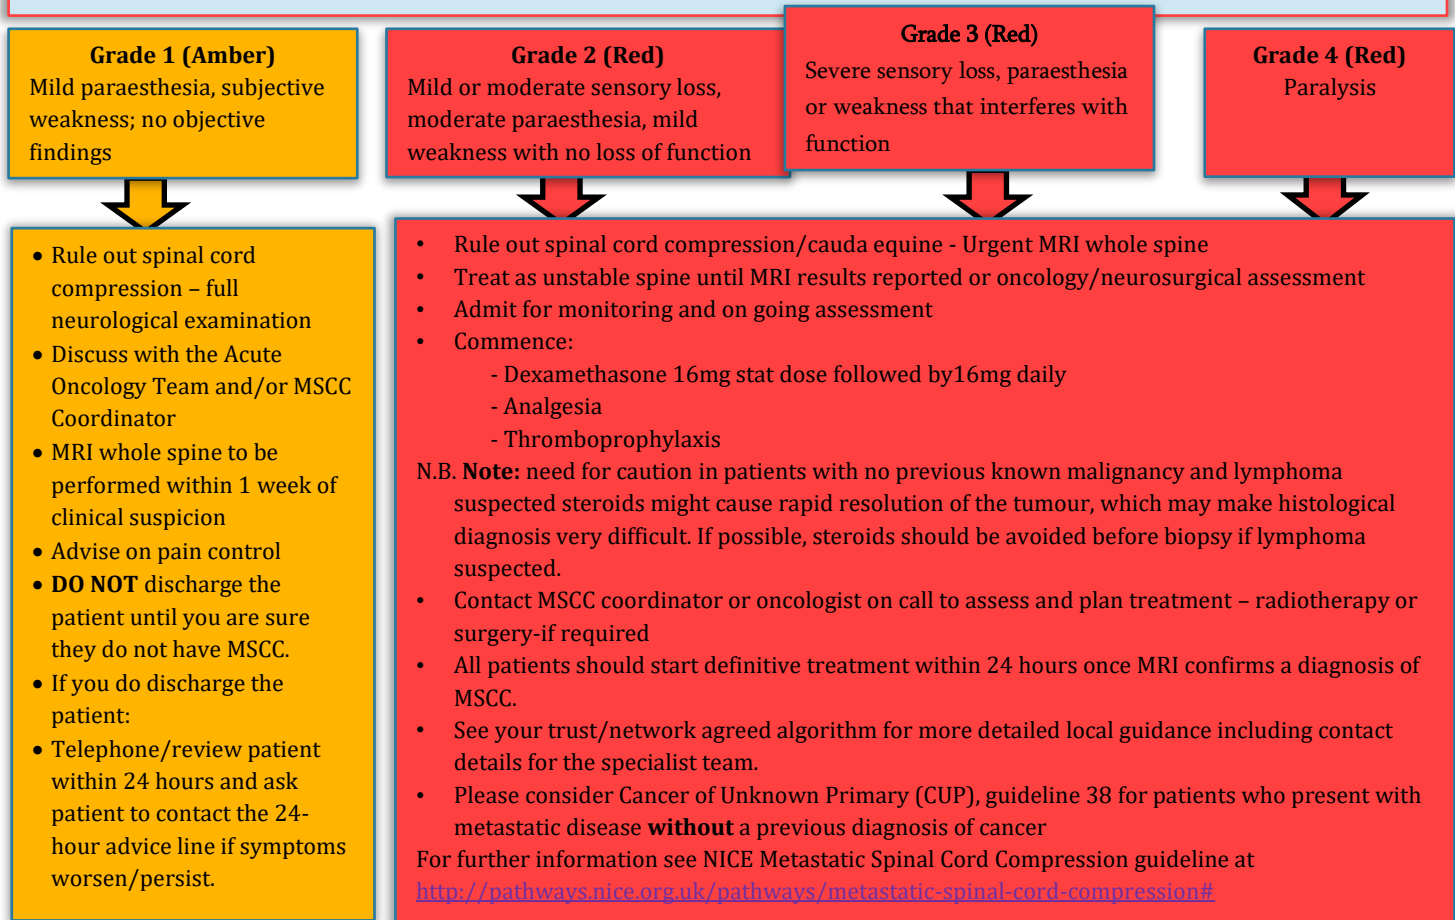 Grade 1 (Amber)
Mild paraesthesia, subjective
weakness; no objective
findings
Grade 2 (Red)
Mild or moderate sensory loss,
moderate paraesthesia, mild
weakness with no loss of function
Grade 3 (Red)
Severe sensory loss, paraesthesia
or weakness that interferes with
function
Grade 4 (Red)
Paralysis
• Rule out spinal cord
compression – full
neurological examination
• Discuss with the Acute
Oncology Team and/or MSCC
Coordinator
• MRI whole spine to be
performed within 1 week of
clinical suspicion
• Advise on pain control
• DO NOT discharge the
patient until you are sure
they do not have MSCC.
• If you do discharge the
patient:
• Telephone/review patient
within 24 hours and ask
patient to contact the 24-
hour advice line if symptoms
worsen/persist.
• Rule out spinal cord compression/cauda equine - Urgent MRI whole spine
• Treat as unstable spine until MRI results reported or oncology/neurosurgical assessment
• Admit for monitoring and on going assessment
• Commence:
- Dexamethasone 16mg stat dose followed by16mg daily
- Analgesia
- Thromboprophylaxis
N.B. Note: need for caution in patients with no previous known malignancy and lymphoma
suspected steroids might cause rapid resolution of the tumour, which may make histological
diagnosis very difficult. If possible, steroids should be avoided before biopsy if lymphoma
suspected.
• Contact MSCC coordinator or oncologist on call to assess and plan treatment – radiotherapy or
surgery-if required
• All patients should start definitive treatment within 24 hours once MRI confirms a diagnosis of
MSCC.
• See your trust/network agreed algorithm for more detailed local guidance including contact
details for the specialist team.
• Please consider Cancer of Unknown Primary (CUP), guideline 38 for patients who present with
metastatic disease without a previous diagnosis of cancer
For further information see NICE Metastatic Spinal Cord Compression guideline at
http://pathways.nice.org.uk/pathways/metastatic-spinal-cord-compression#